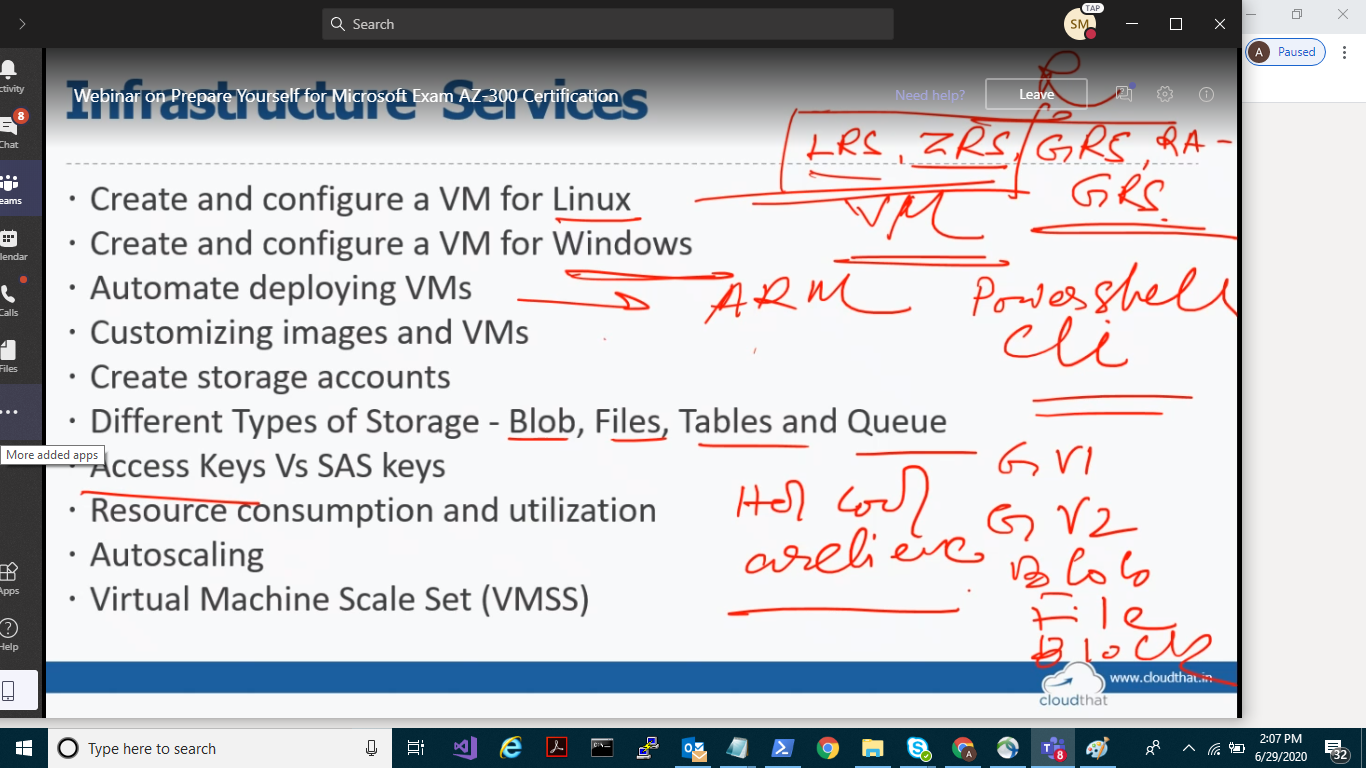 Search
SM
TAP
A
Paused
Infrastructure Services
Webinar on Prepare Yourself for Microsoft Exam AZ-300 Certification
Need help?
Leave
ctivity
8
Chat
eams
lendar
Calls
Files
More added apps
Apps
Help
LRS, ZRS, GRS, RA-
GRS
VM
· Create and configure a VM for Linux
· Create and configure a VM for Windows
· Automate deploying VMs
ARM
Powershell
cli
· Customizing images and VMs
· Create storage accounts
· Different Types of Storage - Blob, Files, Tables and Queue
· Access Keys Vs SAS keys
· Resource consumption and utilization
· Autoscaling
· Virtual Machine Scale Set (VMSS)
Hot Cool
G V1
G V2
Blob
File
Block
www.cloudthat.in
cloudthat
Type here to search
8
2:07 PM
6/29/2020
32